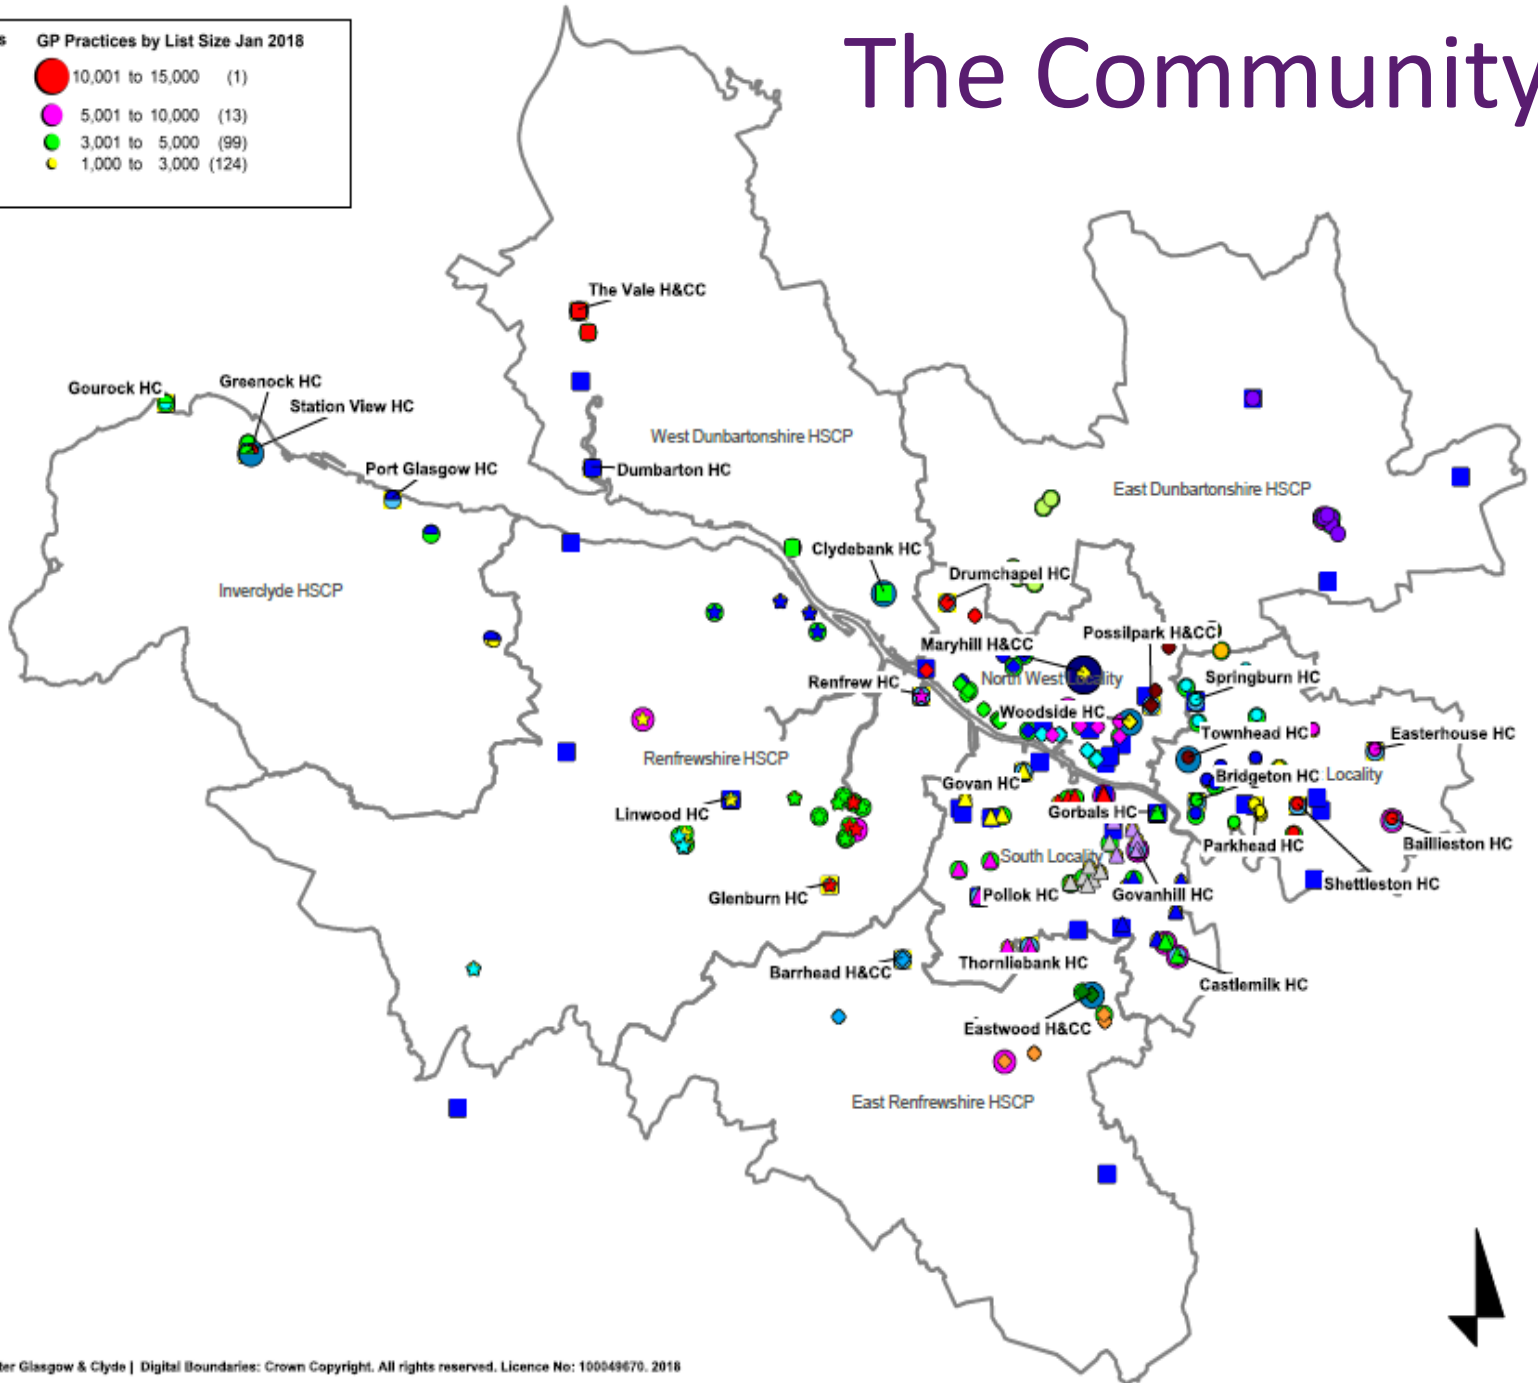 The Community
s GP Practices by List Size Jan 2018
10,001 to 15,000 (1)
5,001 to 10,000 (13)
3,001 to 5,000 (99)
1,000 to 3,000 (124)
The Vale H&CC
Gourock HC
Greenock HC
Station View HC
West Dunbartonshire HSCP
Port Glasgow HC
Dumbarton HC
East Dunbartonshire HSCP
Clydebank HC
Drumchapel HC
Inverclyde HSCP
Maryhill H&CC
Possilpark H&CC
Renfrew HC
North West Locality
Springburn HC
Woodside HC
Townhead HC
Easterhouse HC
Renfrewshire HSCP
Govan HC
Bridgeton HC
Locality
Linwood HC
Gorbals HC
Parkhead HC
Baillieston HC
South Locality
Shettleston HC
Glenburn HC
Pollok HC
Govanhill HC
Barrhead H&CC
Thornliebank HC
Castlemilk HC
Eastwood H&CC
East Renfrewshire HSCP
ter Glasgow & Clyde | Digital Boundaries: Crown Copyright. All rights reserved. Licence No: 100049670. 2018